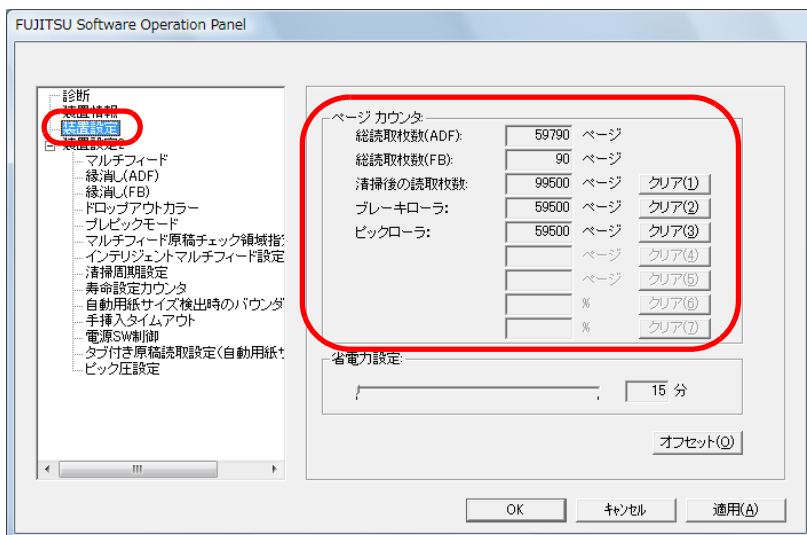 FUJITSU Software Operation Panel
診断
装置情報
装置設定
装置設定2
マルチフィード
縁消し(ADF)
縁消し(FB)
ドロップアウトカラー
プレピックモード
マルチフィード原稿チェック領域指
インテリジェントマルチフィード設定
清掃周期設定
寿命設定カウンタ
自動用紙サイズ検出時のバウンダ
手挿入タイムアウト
電源SW制御
タブ付き原稿読取設定(自動用紙サ
ピック圧設定
ページ カウンタ:
総読取枚数(ADF): 59790 ページ
総読取枚数(FB): 90 ページ
清掃後の読取枚数: 99500 ページ クリア(1)
ブレーキローラ: 59500 ページ クリア(2)
ピックローラ: 59500 ページ クリア(3)
ページ クリア(4)
ページ クリア(5)
% クリア(6)
% クリア(7)
省電力設定:
15 分
オフセット(O)
OK キャンセル 適用(A)